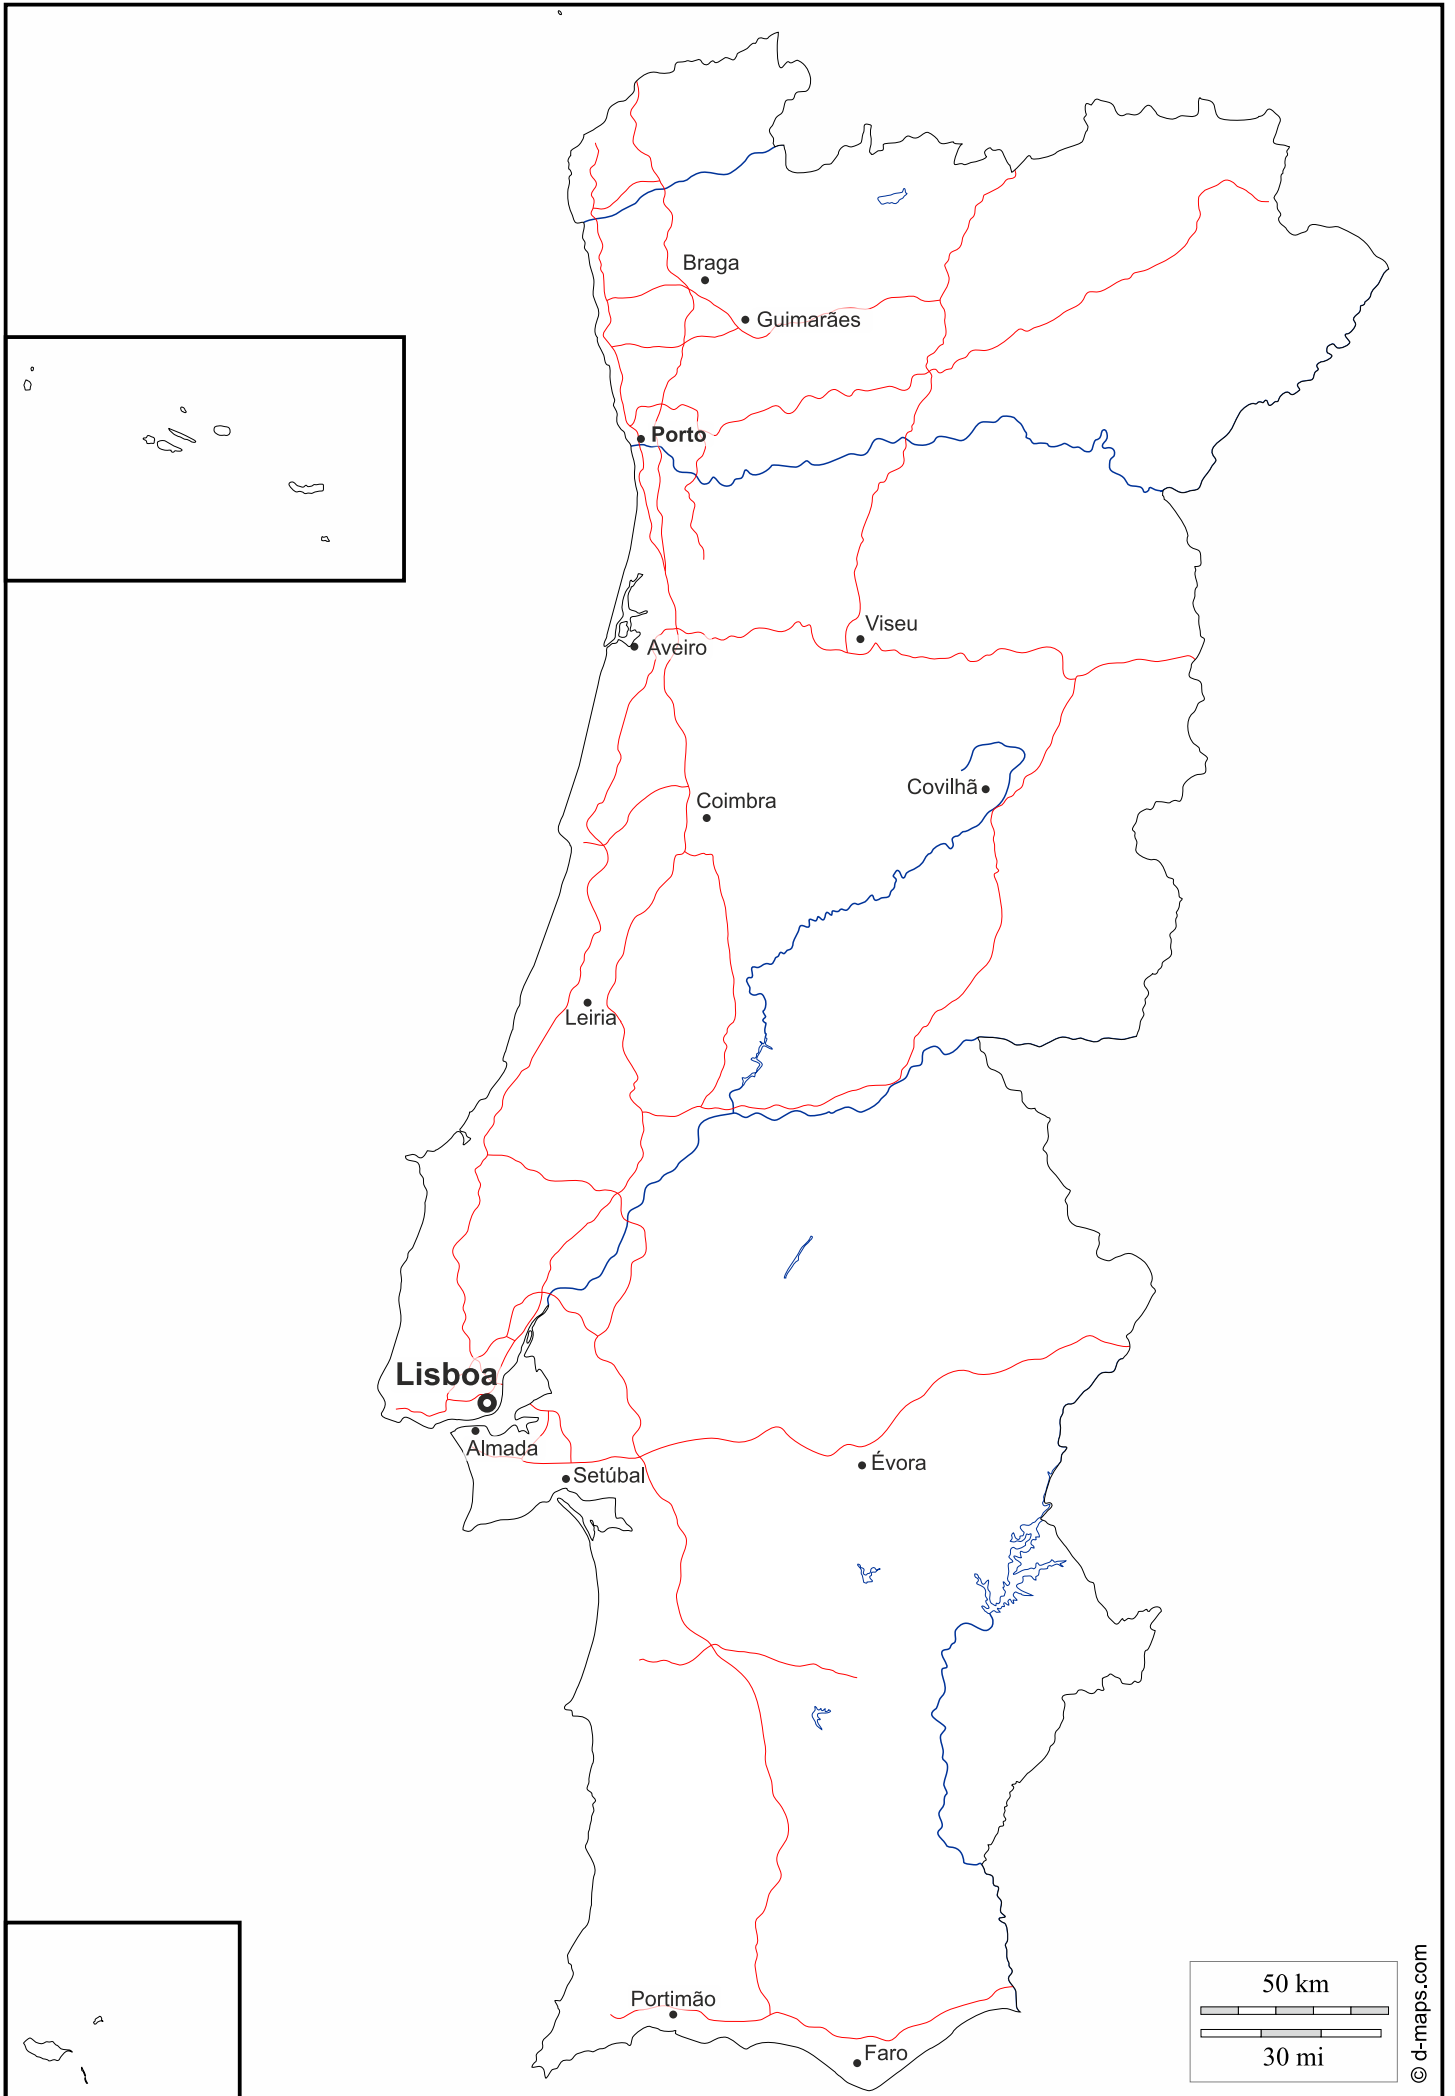 Braga
Guimarães
Porto
Viseu
Aveiro
Covilhã
Coimbra
Leiria
Lisboa
Almada
Évora
Setúbal
Portimão
Faro
50 km
30 mi
© d-maps.com